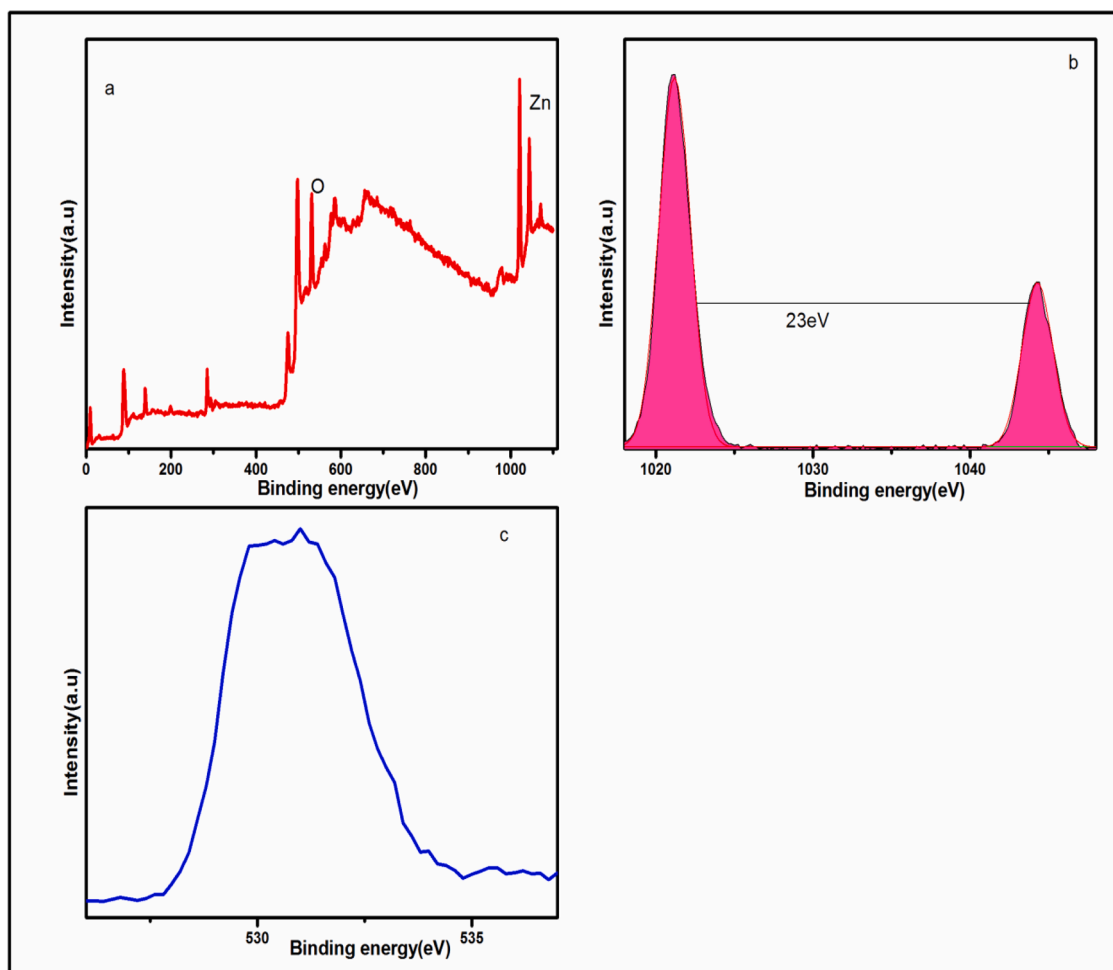 a
Zn
O
Intensity(a.u)
0 200 400 600 800 1000
Binding energy(eV)
b
23eV
Intensity(a.u)
1020 1030 1040
Binding energy(eV)
c
Intensity(a.u)
530 535
Binding energy(eV)